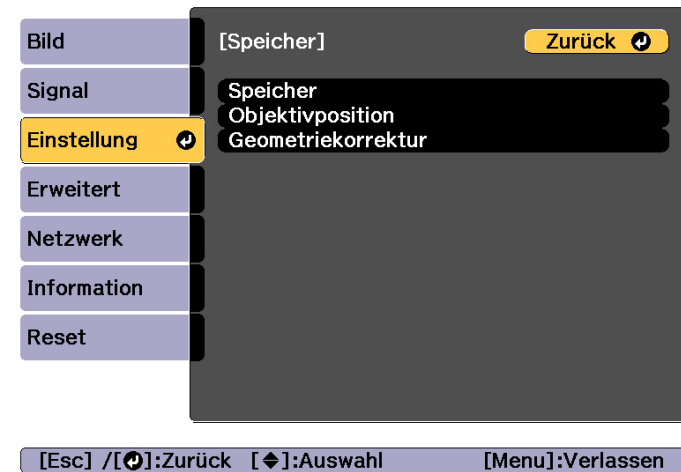 Bild
Signal
Einstellung
Erweitert
Netzwerk
Information
Reset
[Speicher]
Zurück
Speicher
Objektivposition
Geometriekorrektur
[Esc] /[⏎]:Zurück [◆]:Auswahl [Menu]:Verlassen